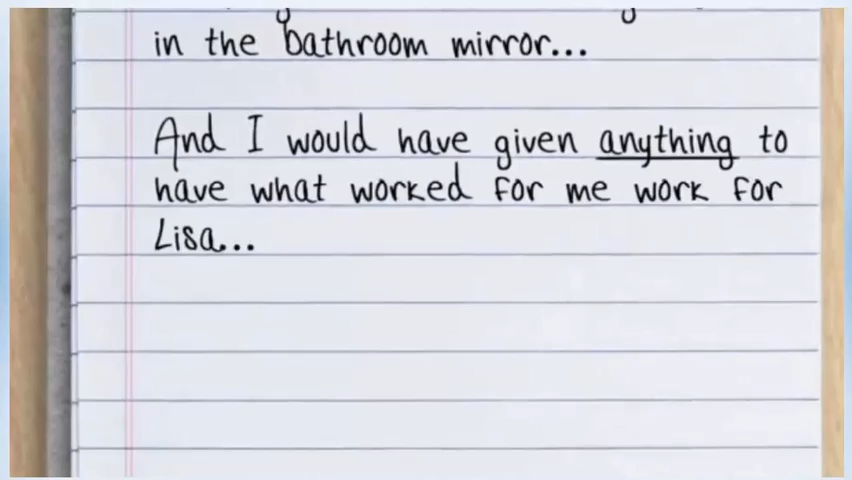 in the bathroom mirror...
And I would have given anything to
have what worked for me work for
Lisa...